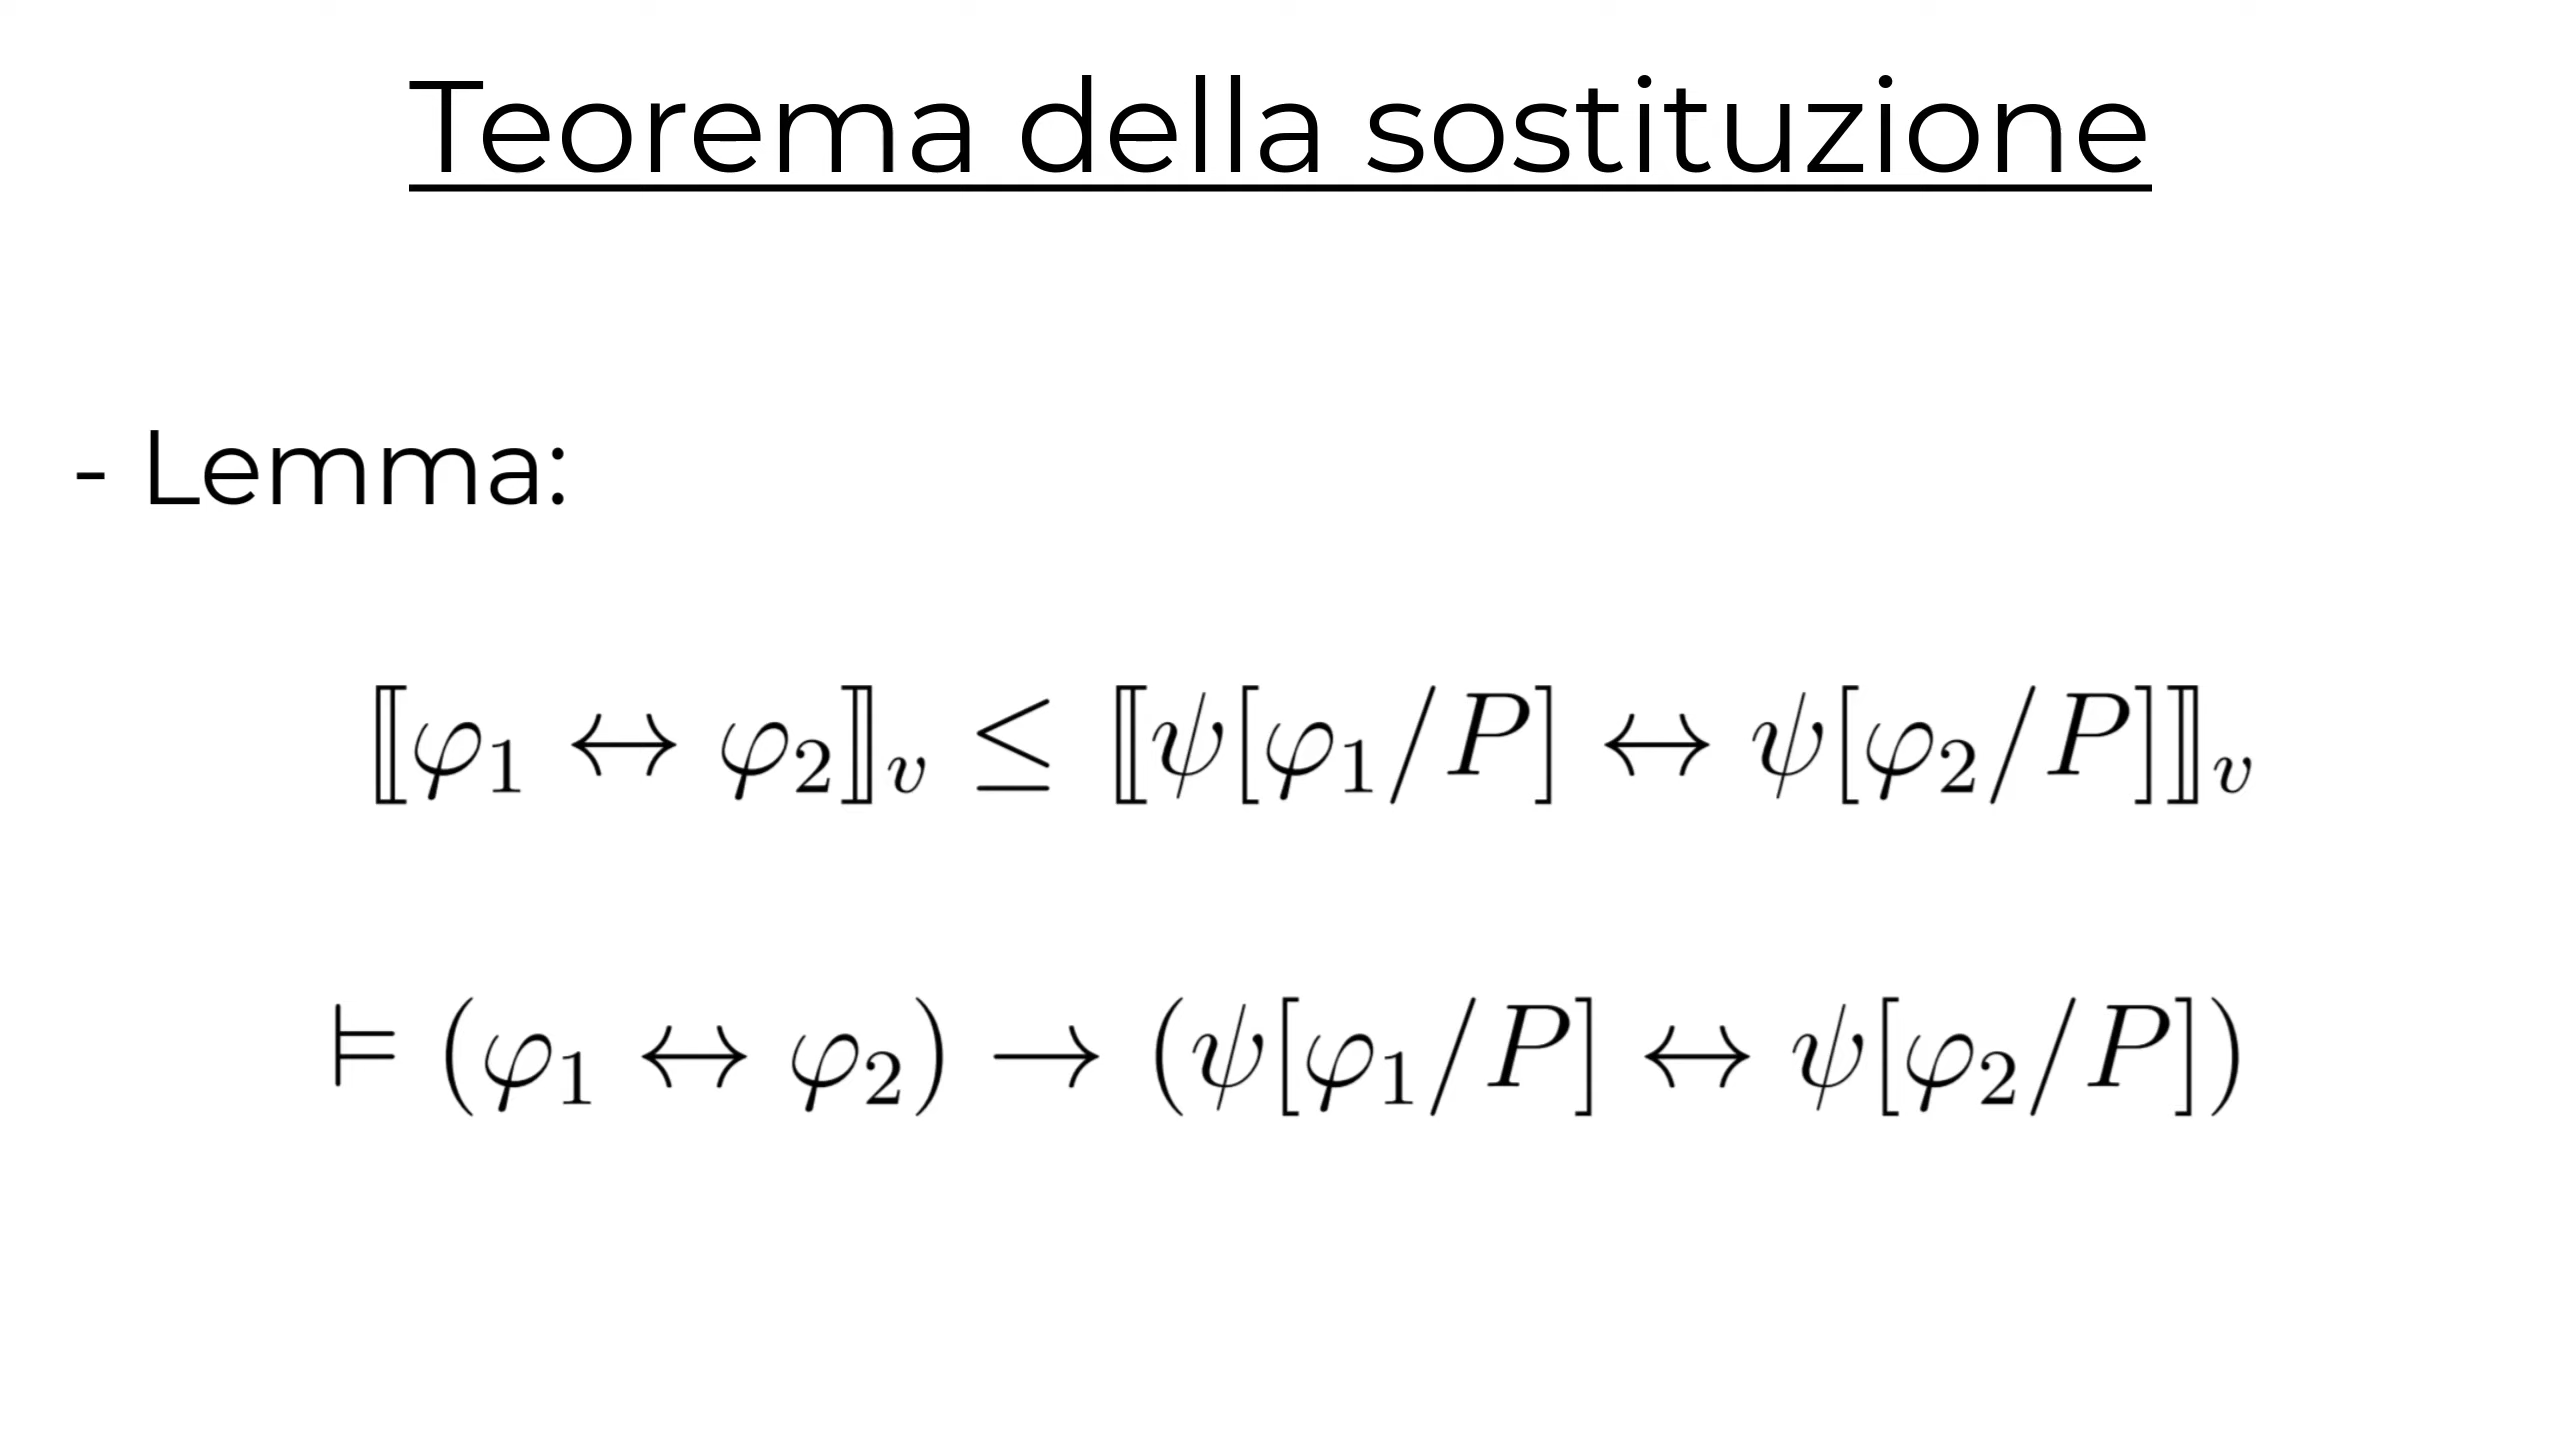 Teorema della sostituzione
- Lemma:
⟦φ₁ ↔ φ₂⟧ᵥ ≤ ⟦ψ[φ₁/P] ↔ ψ[φ₂/P]⟧ᵥ
⊨ (φ₁ ↔ φ₂) → (ψ[φ₁/P] ↔ ψ[φ₂/P])